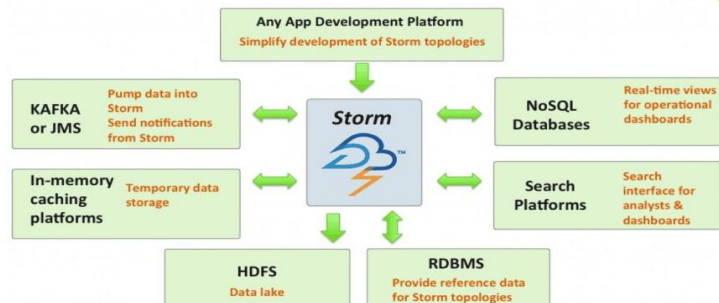 Any App Development Platform
Simplify development of Storm topologies
KAFKA
or JMS
Pump data into
Storm
Send notifications
from Storm
Storm
TM
NoSQL
Databases
Real-time views
for operational
dashboards
In-memory
caching
platforms
Temporary data
storage
Search
Platforms
Search
interface for
analysts &
dashboards
HDFS
Data lake
RDBMS
Provide reference data
for Storm topologies